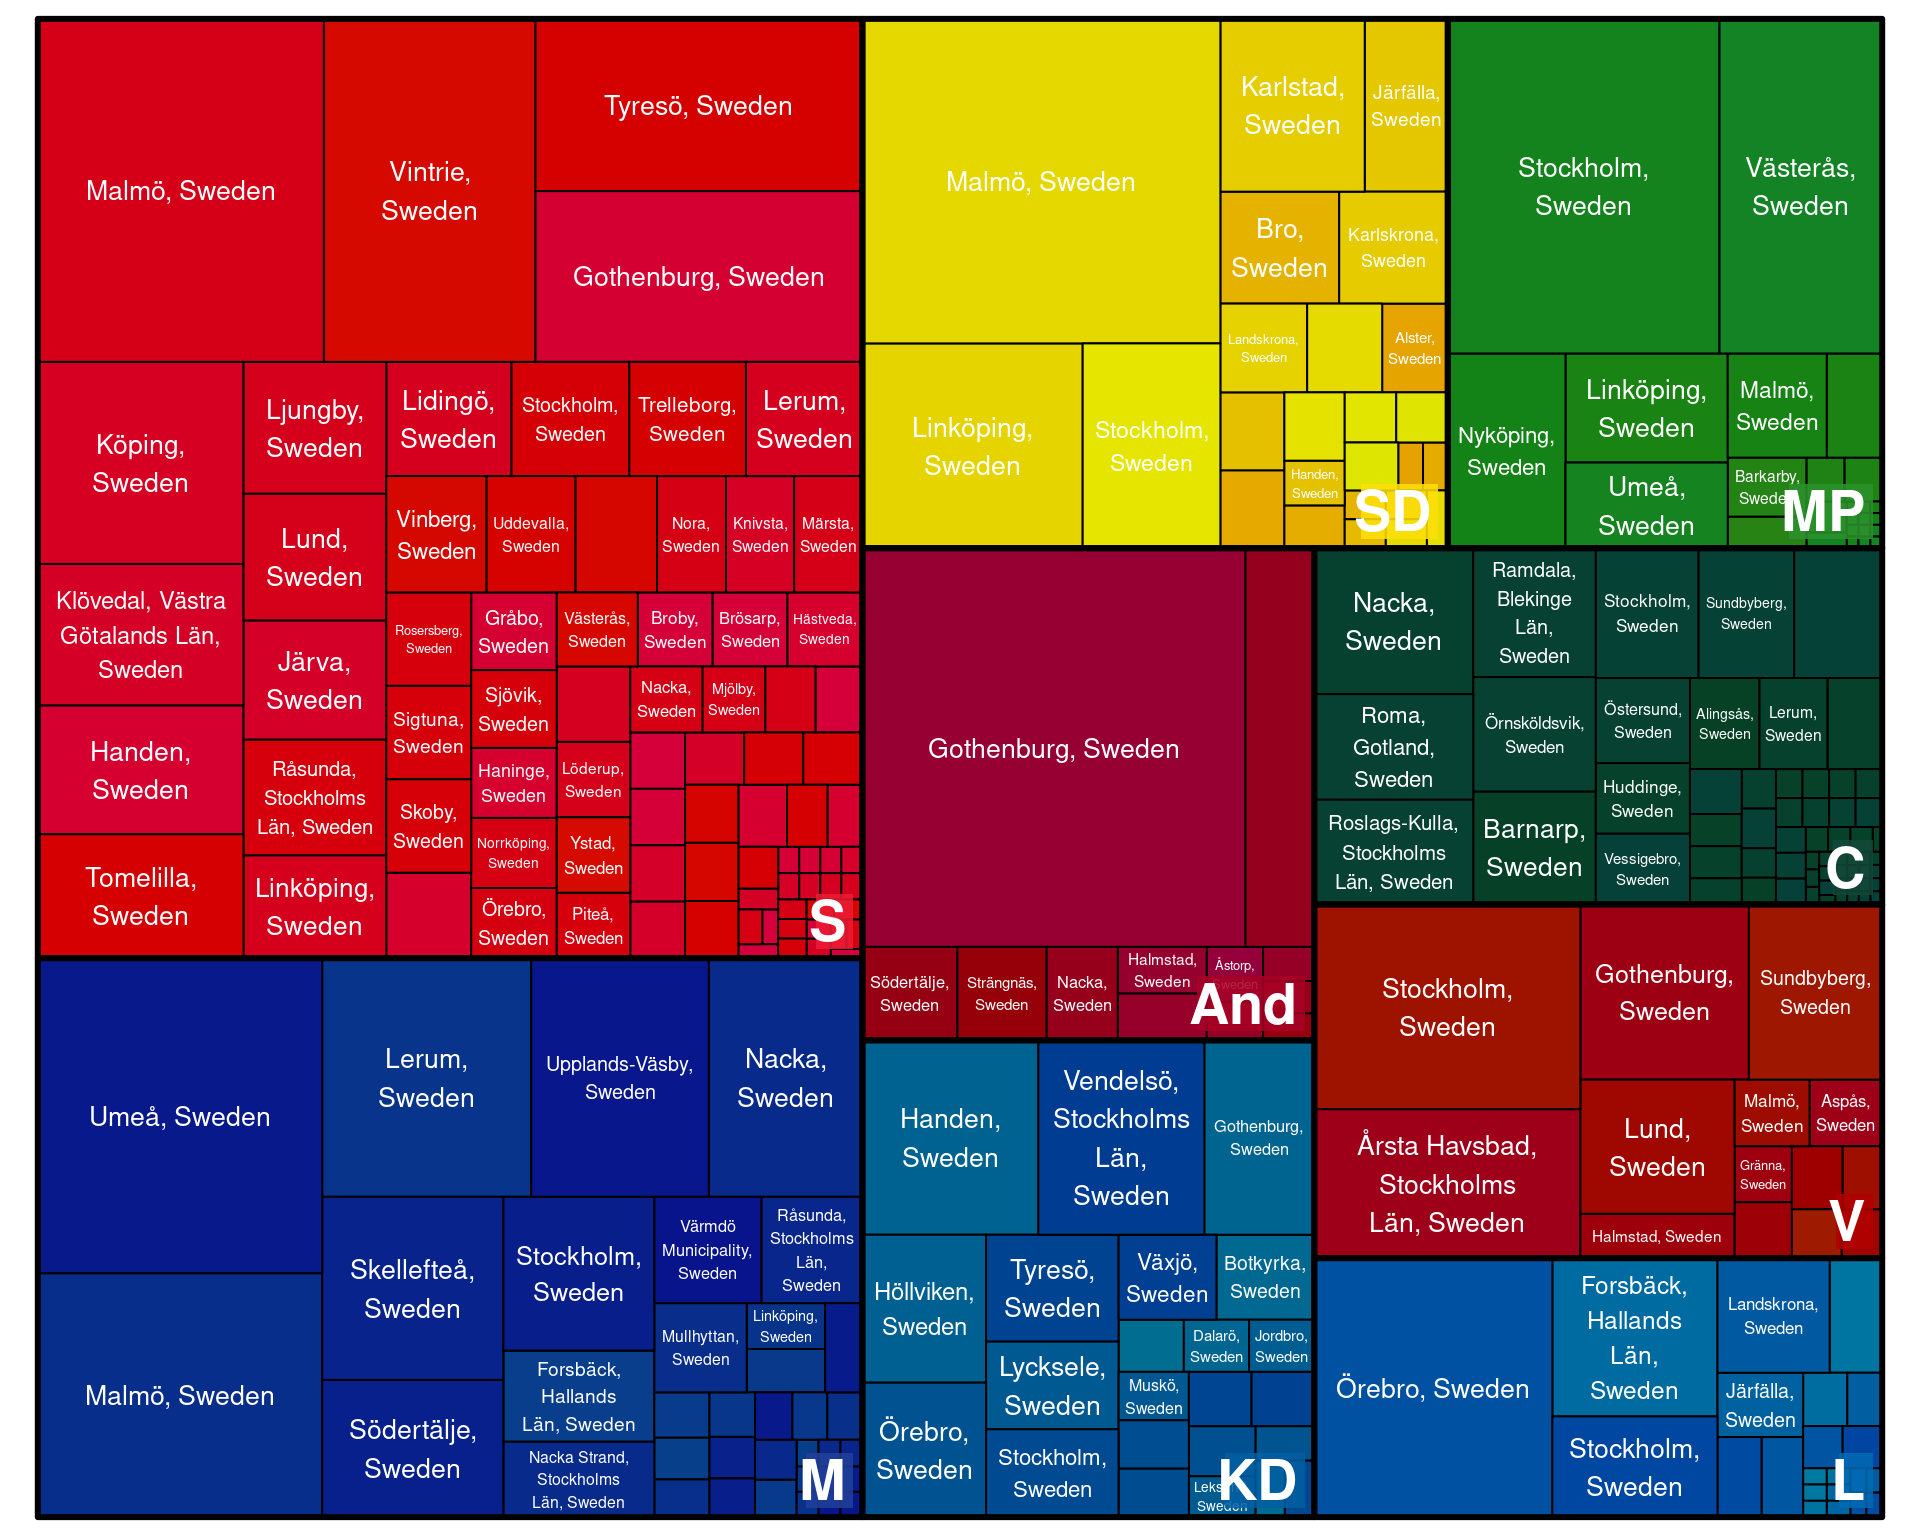 Malmö, Sweden
Vintrie,
Sweden
Tyresö, Sweden
Gothenburg, Sweden
Köping,
Sweden
Klövedal, Västra
Götalands Län,
Sweden
Handen,
Sweden
Tomelilla,
Sweden
Ljungby,
Sweden
Lund,
Sweden
Järva,
Sweden
Råsunda,
Stockholms
Län, Sweden
Linköping,
Sweden
Lidingö,
Sweden
Stockholm,
Sweden
Trelleborg,
Sweden
Lerum,
Sweden
Vinberg,
Sweden
Uddevalla,
Sweden
Nora,
Sweden
Knivsta,
Sweden
Märsta,
Sweden
Rosersberg,
Sweden
Sigtuna,
Sweden
Skoby,
Sweden
Gråbo,
Sweden
Sjövik,
Sweden
Haninge,
Sweden
Norrköping,
Sweden
Örebro,
Sweden
Västerås,
Sweden
Broby,
Sweden
Brösarp,
Sweden
Hästveda,
Sweden
Löderup,
Sweden
Ystad,
Sweden
Piteå,
Sweden
Nacka,
Sweden
Mjölby,
Sweden
S
Malmö, Sweden
Linköping,
Sweden
Stockholm,
Sweden
Karlstad,
Sweden
Järfälla,
Sweden
Bro,
Sweden
Karlskrona,
Sweden
Landskrona,
Sweden
Alster,
Sweden
Handen,
Sweden
SD
Stockholm,
Sweden
Västerås,
Sweden
Nyköping,
Sweden
Linköping,
Sweden
Umeå,
Sweden
Malmö,
Sweden
Barkarby,
Sweden
MP
Gothenburg, Sweden
Södertälje,
Sweden
Strängnäs,
Sweden
Nacka,
Sweden
Halmstad,
Sweden
Åstorp,
Sweden
And
Nacka,
Sweden
Roma,
Gotland,
Sweden
Roslags-Kulla,
Stockholms
Län, Sweden
Ramdala,
Blekinge
Län,
Sweden
Örnsköldsvik,
Sweden
Barnarp,
Sweden
Stockholm,
Sweden
Sundbyberg,
Sweden
Östersund,
Sweden
Alingsås,
Sweden
Lerum,
Sweden
Huddinge,
Sweden
Vessigebro,
Sweden
C
Stockholm,
Sweden
Årsta Havsbad,
Stockholms
Län, Sweden
Gothenburg,
Sweden
Sundbyberg,
Sweden
Lund,
Sweden
Halmstad, Sweden
Malmö,
Sweden
Aspås,
Sweden
Gränna,
Sweden
V
Umeå, Sweden
Malmö, Sweden
Lerum,
Sweden
Upplands-Väsby,
Sweden
Nacka,
Sweden
Skellefteå,
Sweden
Södertälje,
Sweden
Stockholm,
Sweden
Forsbäck,
Hallands
Län, Sweden
Nacka Strand,
Stockholms
Län, Sweden
Värmdö
Municipality,
Sweden
Råsunda,
Stockholms
Län,
Sweden
Mullhyttan,
Sweden
Linköping,
Sweden
M
Handen,
Sweden
Vendelsö,
Stockholms
Län,
Sweden
Gothenburg,
Sweden
Höllviken,
Sweden
Örebro,
Sweden
Tyresö,
Sweden
Lycksele,
Sweden
Stockholm,
Sweden
Växjö,
Sweden
Botkyrka,
Sweden
Dalarö,
Sweden
Jordbro,
Sweden
Muskö,
Sweden
Sweden
KD
Örebro, Sweden
Forsbäck,
Hallands
Län,
Sweden
Stockholm,
Sweden
Landskrona,
Sweden
Järfälla,
Sweden
L